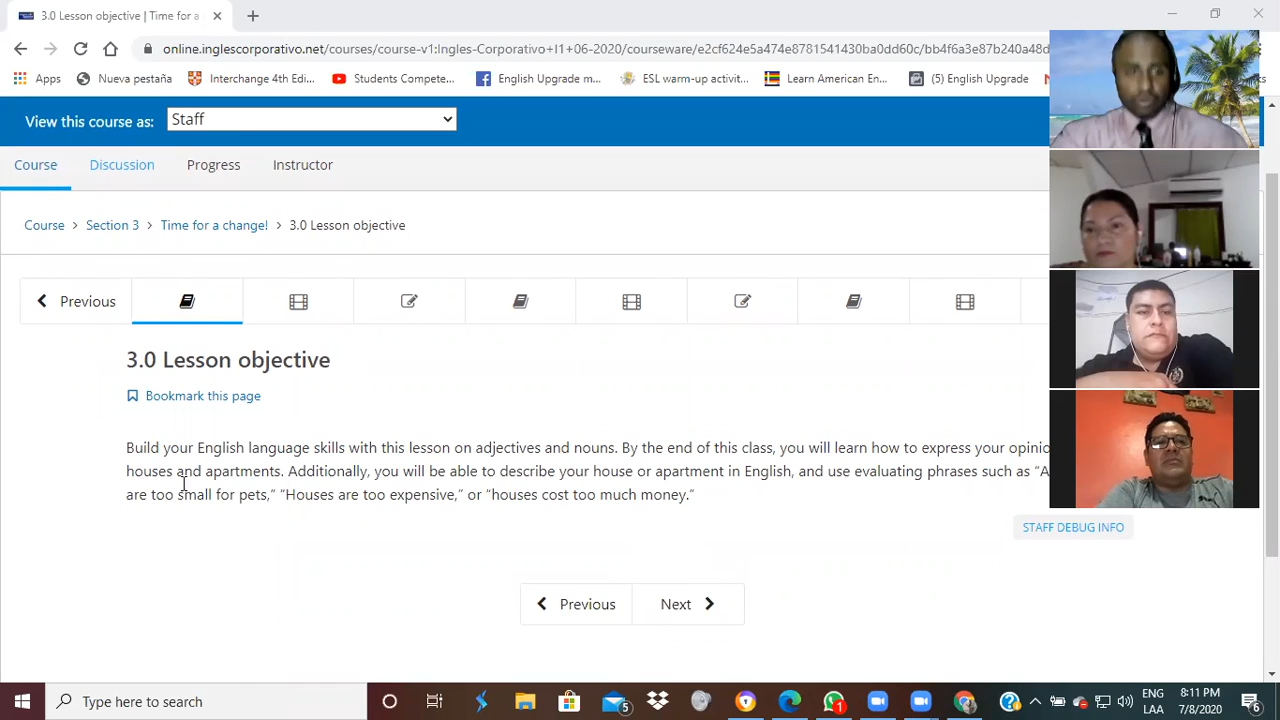 3.0 Lesson objective | Time for a
online.inglescorporativo.net/courses/course-v1:Ingles-Corporativo+I1+06-2020/courseware/e2cf624e5a474e8781541430ba0dd60c/bb4f6a3e87b240a48d
Apps Nueva pestaña Interchange 4th Edi... Students Compete... English Upgrade m... ESL warm-up activit... Learn American En... (5) English Upgrade
View this course as: Staff
Course Discussion Progress Instructor
Course > Section 3 > Time for a change! > 3.0 Lesson objective
Previous
3.0 Lesson objective
Bookmark this page
Build your English language skills with this lesson on adjectives and nouns. By the end of this class, you will learn how to express your opinio
houses and apartments. Additionally, you will be able to describe your house or apartment in English, and use evaluating phrases such as “A
are too small for pets,” “Houses are too expensive,” or “houses cost too much money.”
STAFF DEBUG INFO
Previous Next
Type here to search 5 1 ENG 8:11 PM
LAA 7/8/2020 6